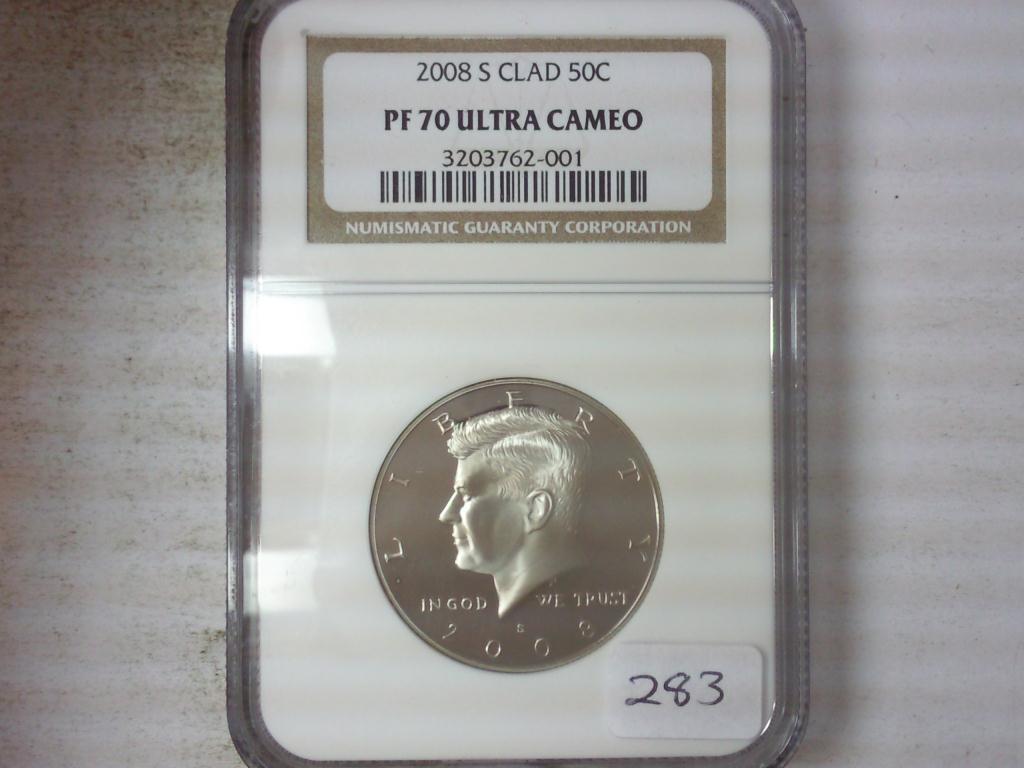 2008 S CLAD 50C
PF 70 ULTRA CAMEO
3203762-001
NUMISMATIC GUARANTY CORPORATION
LIBERTY
IN GOD WE TRUST
S
2008
283